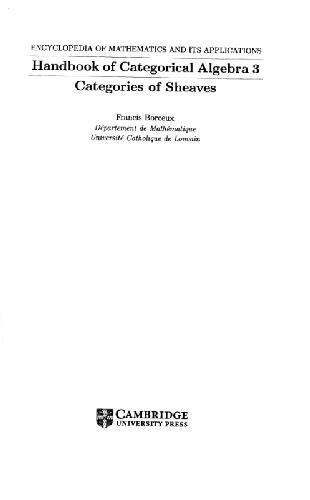 ENCYCLOPEDIA OF MATHEMATICS AND ITS APPLICATIONS
Handbook of Categorical Algebra 3
Categories of Sheaves
Francis Borceux
Département de Mathématique
Université Catholique de Louvain
CAMBRIDGE
UNIVERSITY PRESS